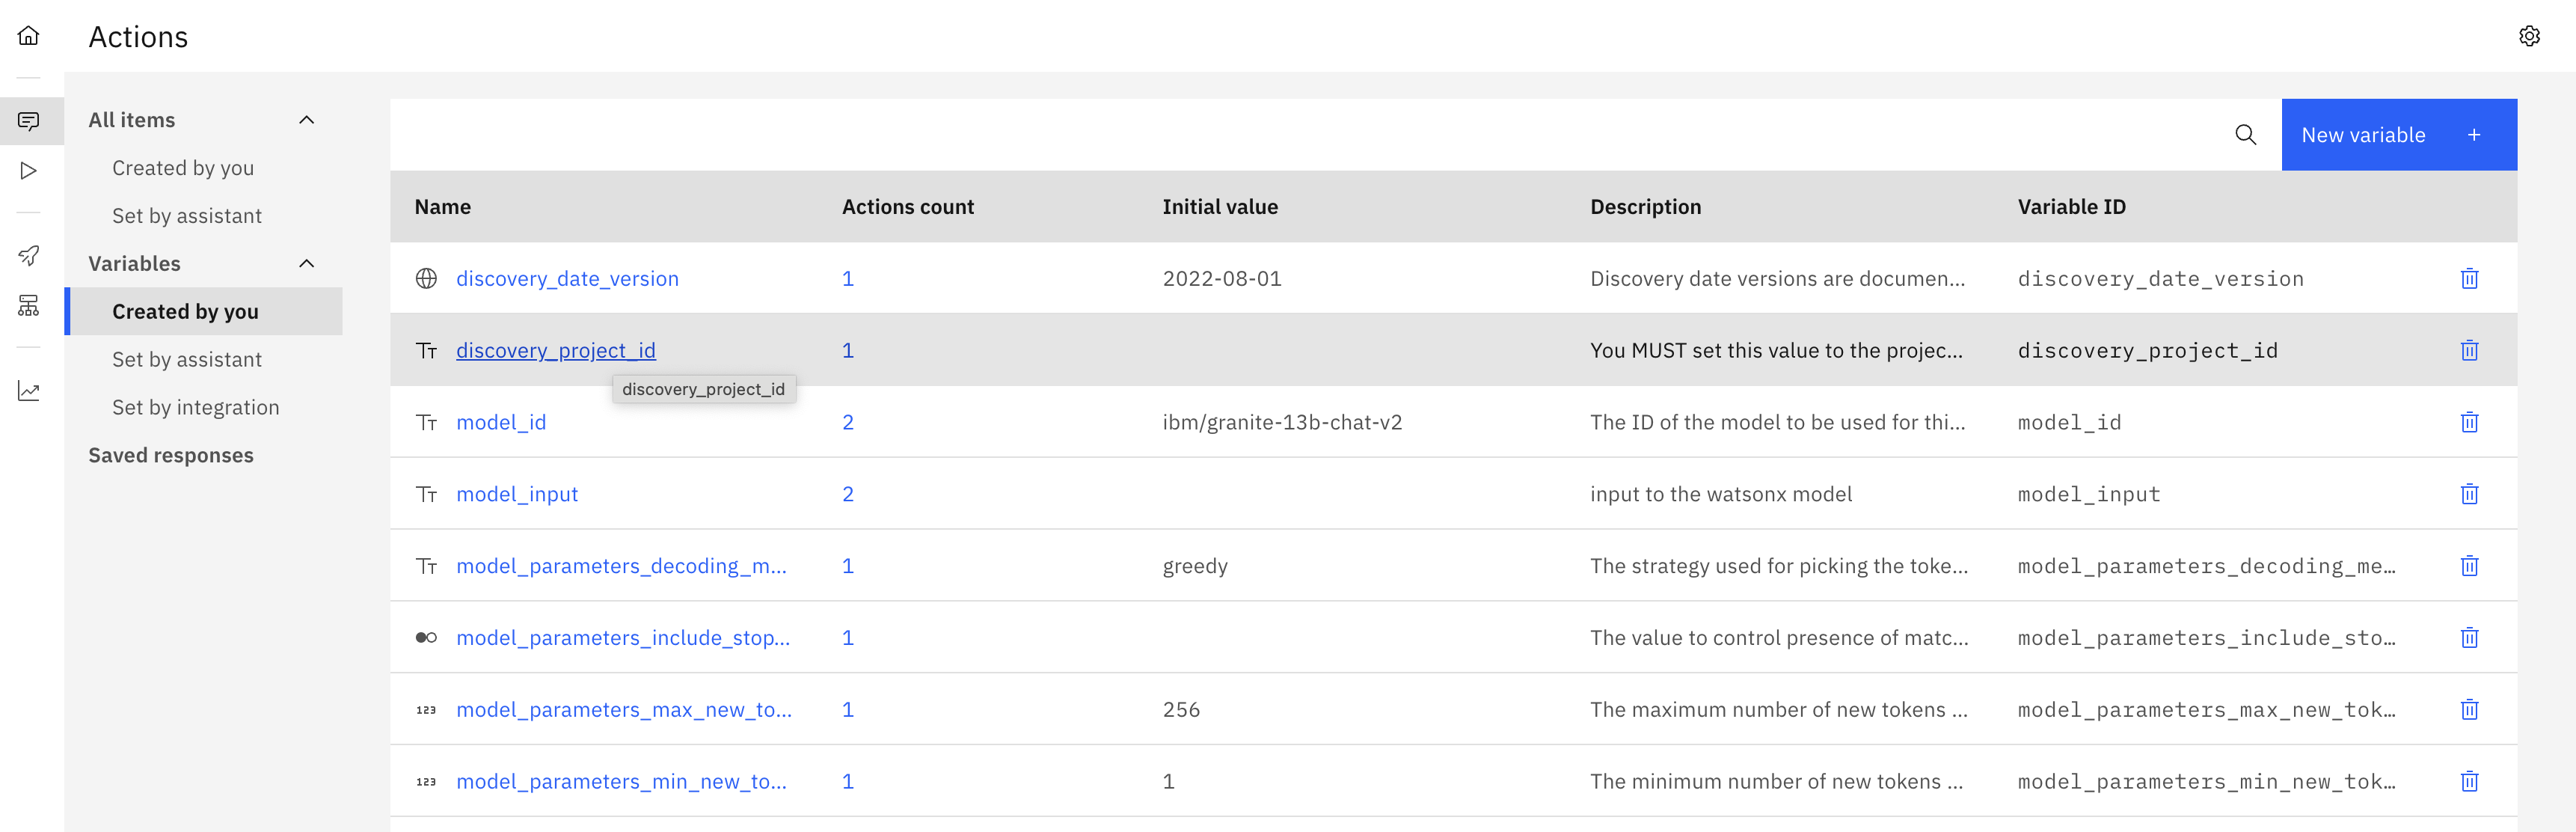 Actions
All items
Created by you
Set by assistant
Variables
Created by you
Set by assistant
Set by integration
Saved responses
New variable +
Name Actions count Initial value Description Variable ID
discovery_date_version 1 2022-08-01 Discovery date versions are documen... discovery_date_version
discovery_project_id 1 You MUST set this value to the projec... discovery_project_id
discovery_project_id
model_id 2 ibm/granite-13b-chat-v2 The ID of the model to be used for thi... model_id
model_input 2 input to the watsonx model model_input
model_parameters_decoding_m... 1 greedy The strategy used for picking the toke... model_parameters_decoding_me...
model_parameters_include_stop... 1 The value to control presence of matc... model_parameters_include_sto...
123 model_parameters_max_new_to... 1 256 The maximum number of new tokens ... model_parameters_max_new_tok...
123 model_parameters_min_new_to... 1 1 The minimum number of new tokens ... model_parameters_min_new_tok...